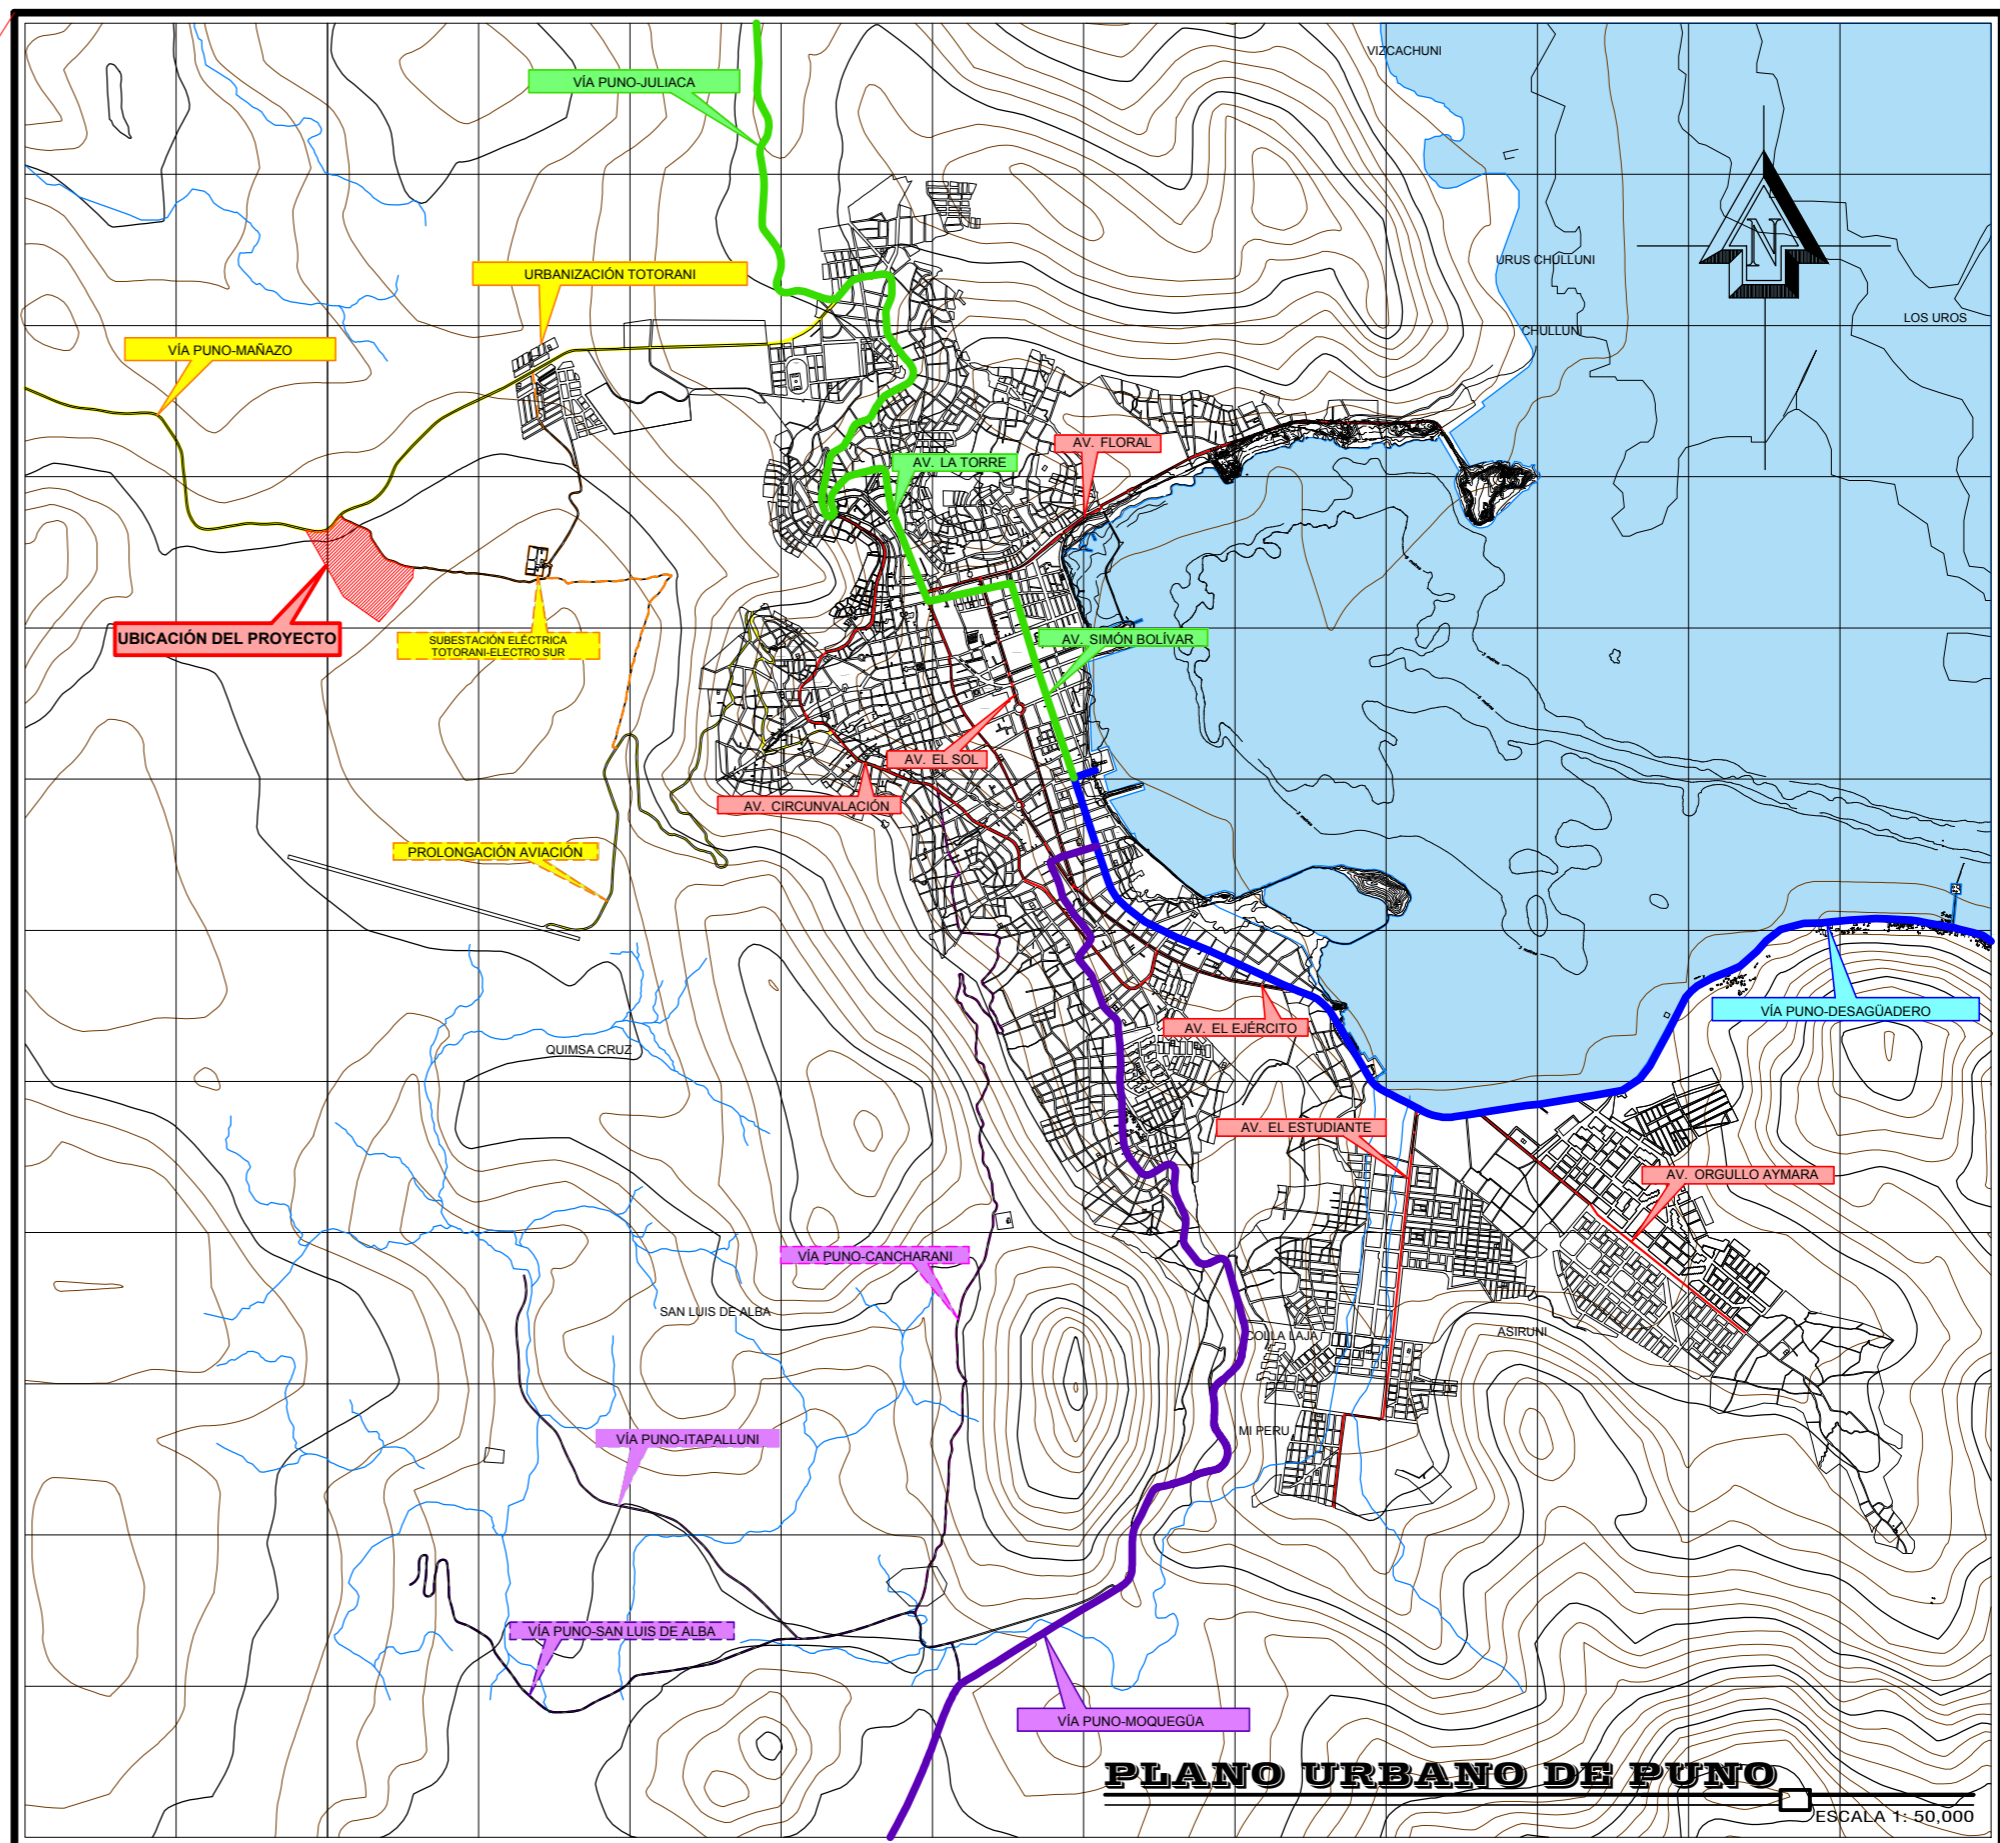 VIZCACHUNI
VÍA PUNO-JULIACA
N
URUS CHULLUNI
URBANIZACIÓN TOTORANI
LOS UROS
CHULLUNI
VÍA PUNO-MAÑAZO
AV. FLORAL
AV. LA TORRE
UBICACIÓN DEL PROYECTO
SUBESTACIÓN ELÉCTRICA
TOTORANI-ELECTRO SUR
AV. SIMÓN BOLÍVAR
AV. EL SOL
AV. CIRCUNVALACIÓN
PROLONGACIÓN AVIACIÓN
VÍA PUNO-DESAGÜADERO
AV. EL EJÉRCITO
QUIMSA CRUZ
AV. EL ESTUDIANTE
AV. ORGULLO AYMARA
VÍA PUNO-CANCHARANI
SAN LUIS DE ALBA
COLLA LAJA
ASIRUNI
MI PERU
VÍA PUNO-ITAPALLUNI
VÍA PUNO-SAN LUIS DE ALBA
VÍA PUNO-MOQUEGÜA
PLANO URBANO DE PUNO
ESCALA 1: 50,000